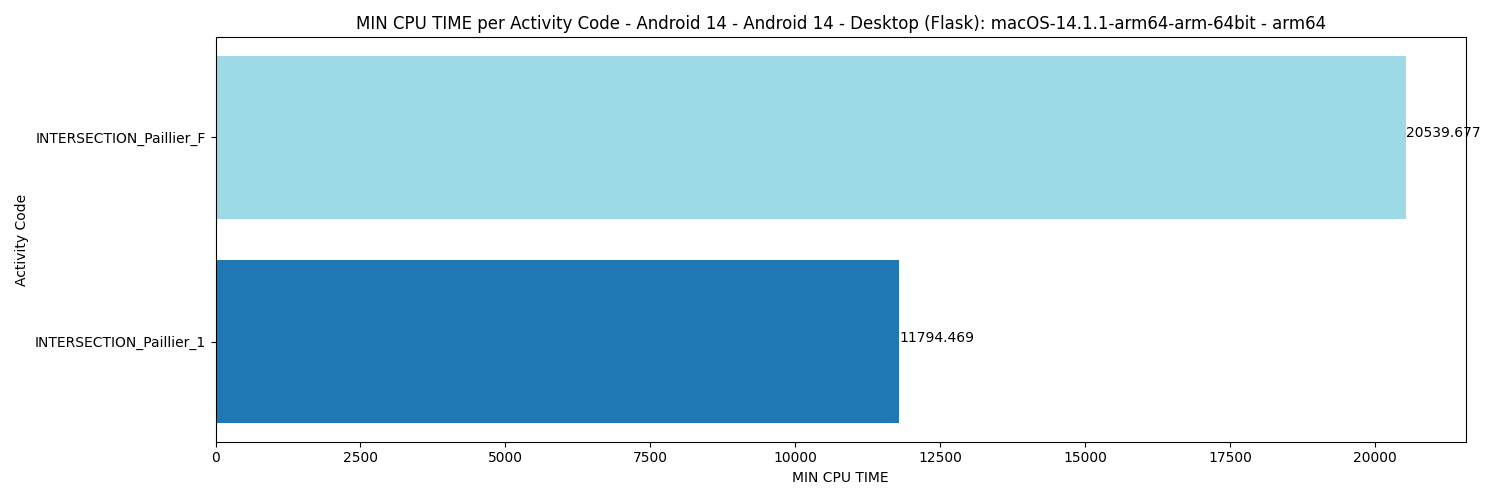 MIN CPU TIME per Activity Code - Android 14 - Android 14 - Desktop (Flask): macOS-14.1.1-arm64-arm-64bit - arm64
Activity Code
INTERSECTION_Paillier_F
20539.677
INTERSECTION_Paillier_1
11794.469
0 2500 5000 7500 10000 12500 15000 17500 20000
MIN CPU TIME